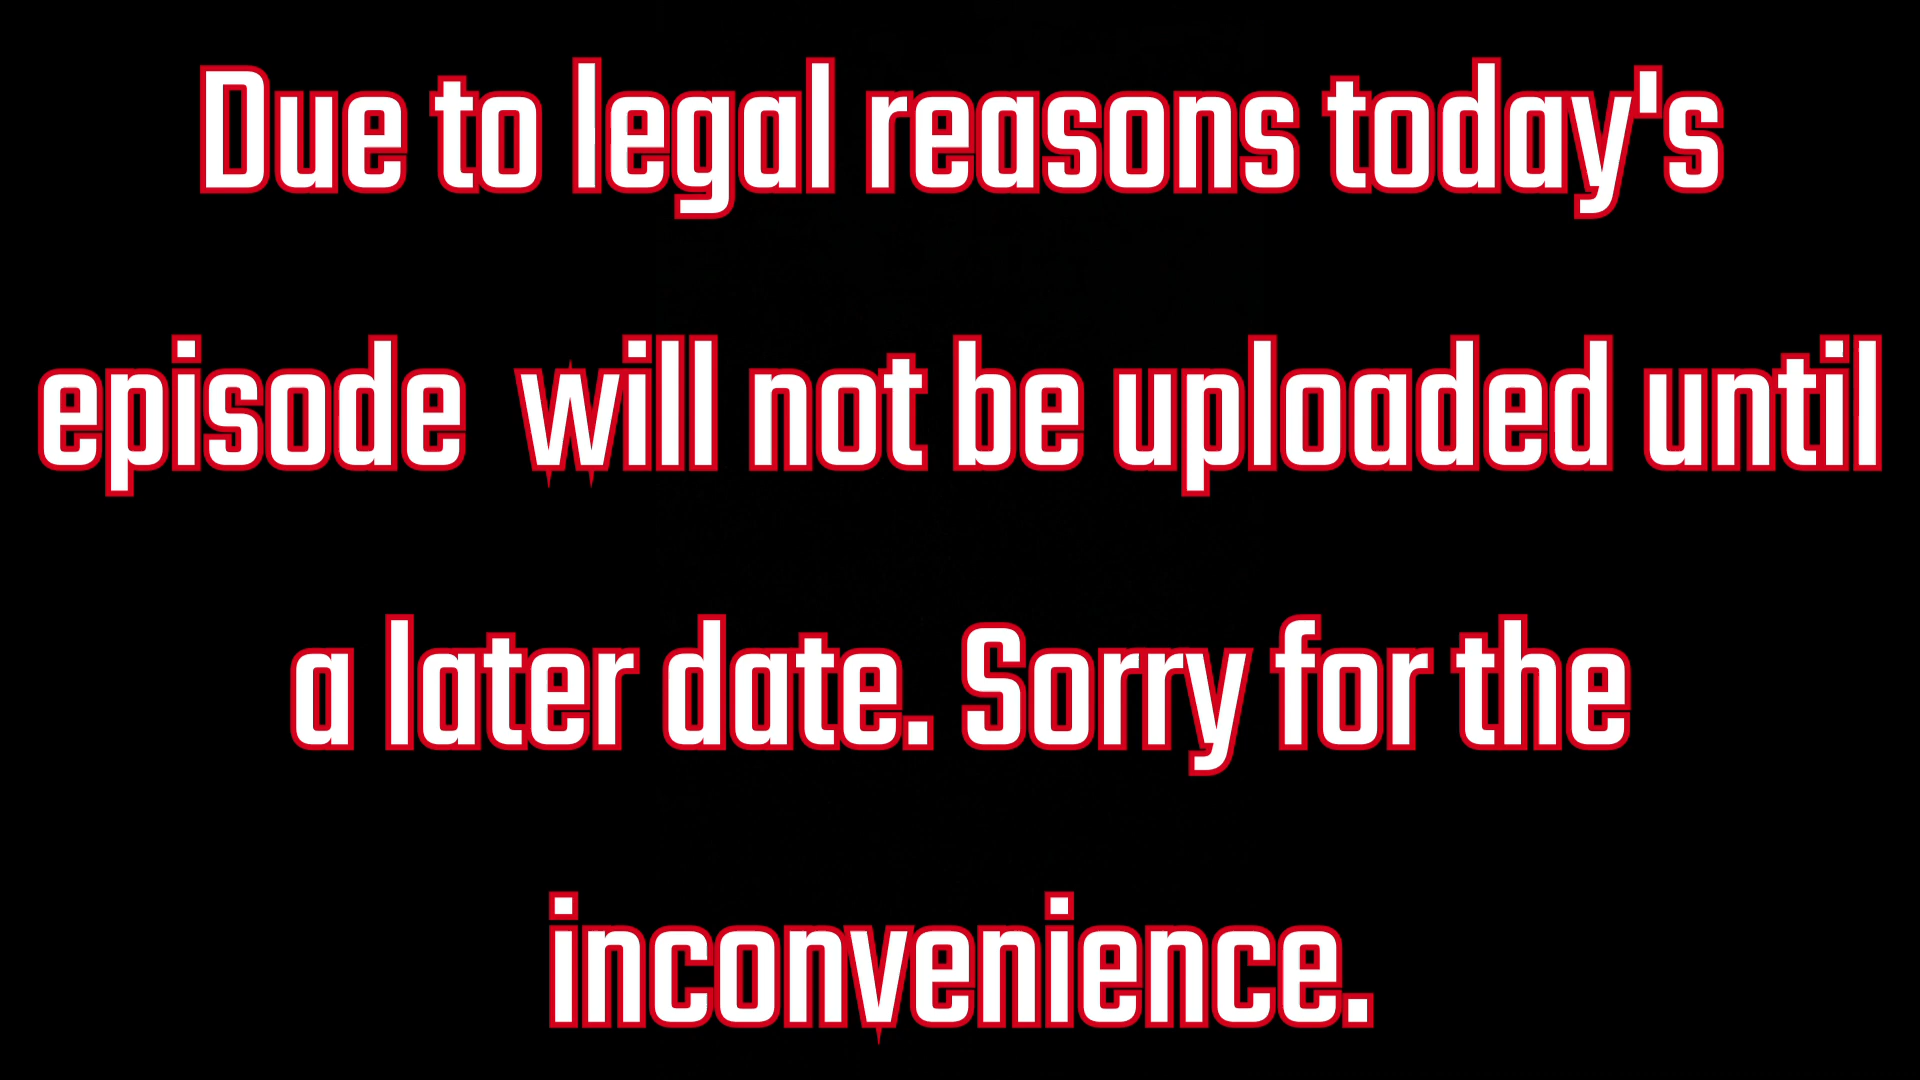 Due to legal reasons today's
episode  will not be uploaded until
a later date. Sorry for the
inconvenience.